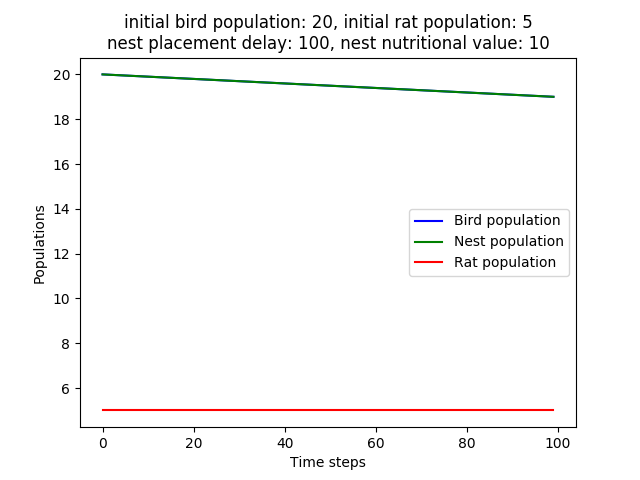 initial bird population: 20, initial rat population: 5
nest placement delay: 100, nest nutritional value: 10
20
18
16
14
12
10
8
6
Populations
Bird population
Nest population
Rat population
0 20 40 60 80 100
Time steps